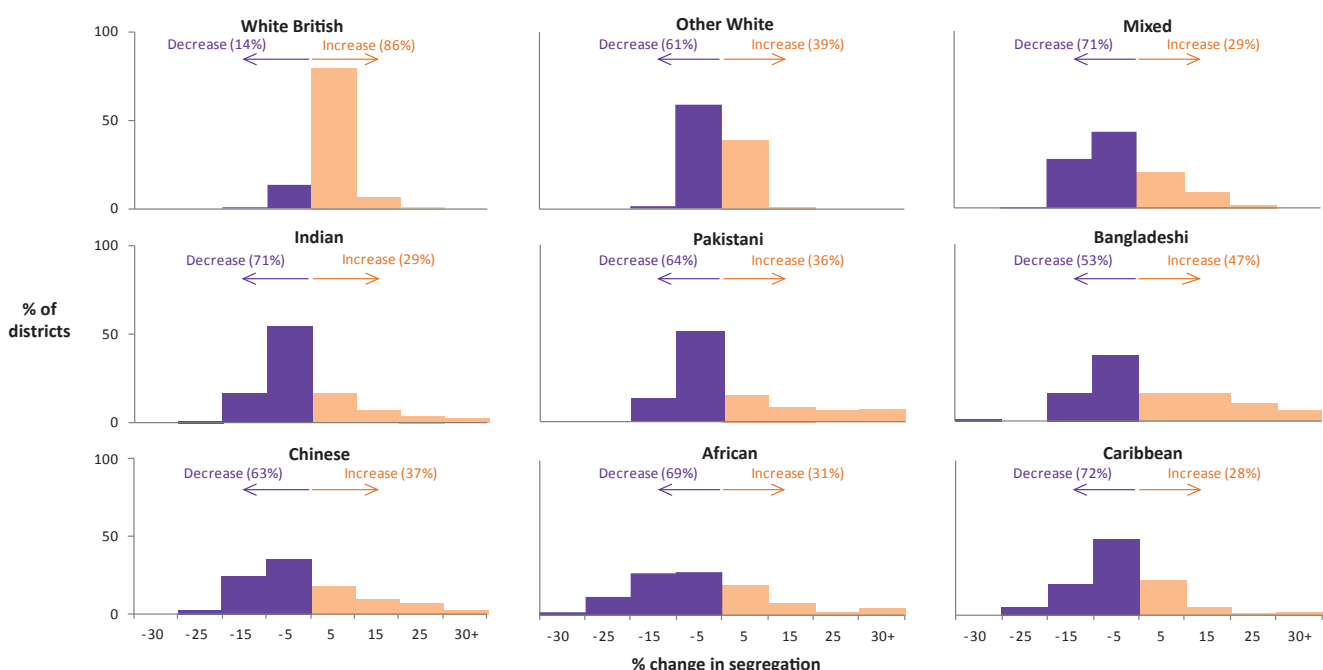 White British
Other White
Mixed
100
Decrease (14%) Increase (86%)
Decrease (61%) Increase (39%)
Decrease (71%) Increase (29%)
50
0
Indian
Pakistani
Bangladeshi
100
Decrease (71%) Increase (29%)
Decrease (64%) Increase (36%)
Decrease (53%) Increase (47%)
% of
districts
50
0
Chinese
African
Caribbean
100
Decrease (63%) Increase (37%)
Decrease (69%) Increase (31%)
Decrease (72%) Increase (28%)
50
0
-30 -25 -15 -5 5 15 25 30+
-30 -25 -15 -5 5 15 25 30+
-30 -25 -15 -5 5 15 25 30+
% change in segregation